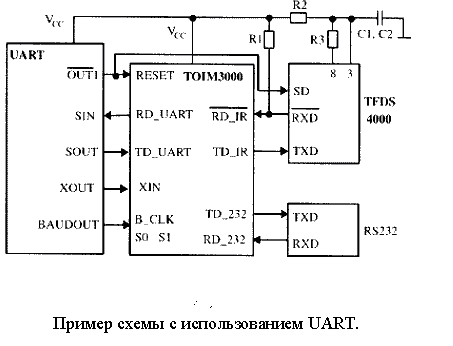 V_CC
V_CC
R2
R1
R3
C1, C2
UART
TOIM3000
TFDS
4000
8
3
OUT1
RESET
SD
SIN
RD_UART
RD_IR
RXD
SOUT
TD_UART
TD_IR
TXD
XOUT
XIN
BAUDOUT
B_CLK
S0 S1
TD_232
TXD
RD_232
RXD
RS232
Пример схемы с использованием UART.